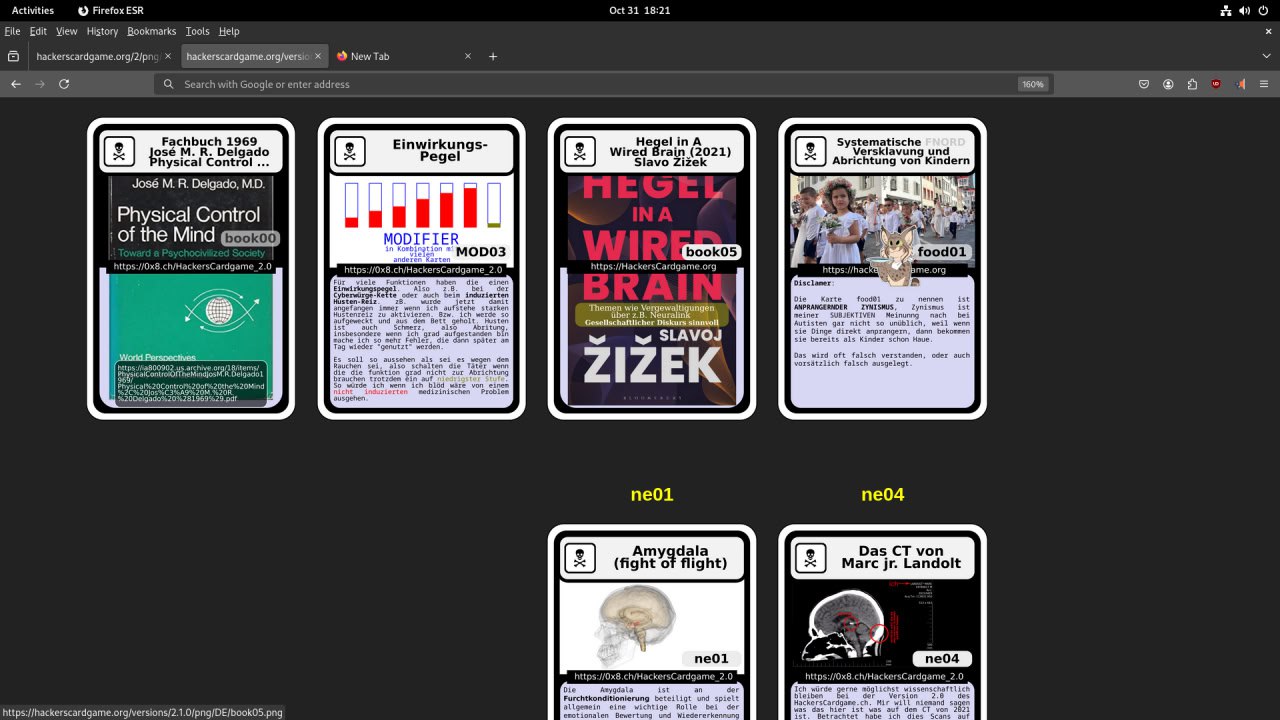 Activities
Firefox ESR
Oct 31 18:21
File Edit View History Bookmarks Tools Help
hackerscardgame.org/2/png
hackerscardgame.org/versio
New Tab
Search with Google or enter address
160%
Fachbuch 1969
José M. R. Delgado
Physical Control ...
José M. R. Delgado, M.D.
Physical Control
of the Mind
book00
Toward a Psychocivilized Society
https://0x8.ch/HackersCardgame_2.0
World Perspectives
https://ia800902.us.archive.org/18/items/
PhysicalControlOfTheMindJosM.R.Delgado1
969/
Physical%20Control%20of%20the%20Mind
%2C%20Jos%C3%A9%20M.%20R.
%20Delgado%20%281969%29.pdf
Einwirkungs-
Pegel
MODIFIER
in Kombination mi
vielen
anderen Karten
MOD03
https://0x8.ch/HackersCardgame_2.0
Für viele Funktionen haben die einen
Einwirkungspegel. Also z.B. bei der
Cyberwürge-Kette oder auch beim induzierten
Husten-Reiz. zB. würde jetzt damit
angefangen immer wenn ich aufstehe starken
Hustenreiz zu aktivieren. Bzw. ich werde so
aufgeweckt und aus dem Bett geholt. Husten
ist auch Schmerz, also Abritung,
insbesondere wenn ich grad aufgestanden bin
mache ich so mehr Fehler, die dann später am
Tag wieder "genutzt" werden.
Es soll so aussehen als sei es wegem dem
Rauchen sei, also schalten die Täter wenn
die die funktion grad nicht zur Abrichtung
brauchen trotzdem ein auf niedrigster Stufe.
So würde ich wenn ich blöd wäre von einem
nicht induzierten medizinischen Problem
ausgehen.
Hegel in A
Wired Brain (2021)
Slavo Žižek
HEGEL
IN A
WIRED
book05
https://HackersCardgame.org
BRAIN
Themen wie Vergewaltigungen
über z.B. Neuralink
Gesellschaftlicher Diskurs sinnvoll
SLAVOJ
ŽIŽEK
BLOOMSBURY
Systematische FNORD
Versklavung und
Abrichtung von Kindern
food01
Disclamer:
Die Karte food01 zu nennen ist
ANPRANGERNDER ZYNISMUS. Zynismus ist
meiner SUBJEKTIVEN Meinunng nach bei
Autisten gar nicht so unüblich, weil wenn
sie Dinge direkt anprangern, dann bekommen
sie bereits als Kinder schon Haue.
Das wird oft falsch verstanden, oder auch
vorsätzlich falsch ausgelegt.
ne01
ne04
Amygdala
(fight of flight)
ne01
https://0x8.ch/HackersCardgame_2.0
Die Amygdala ist an der
Furchtkonditionierung beteiligt und spielt
allgemein eine wichtige Rolle bei der
emotionalen Bewertung und Wiedererkennung
Das CT von
Marc jr. Landolt
ne04
https://0x8.ch/HackersCardgame_2.0
Ich würde gerne möglichst wissenschaftlich
bleiben bei der Version 2.0 des
HackersCardgame.ch. Mir will niemand sagen
was das hier ist was auf dem CT von 2021
ist. Betrachtet habe ich dies Scans auf
https://hackerscardgame.org/versions/2.1.0/png/DE/book05.png